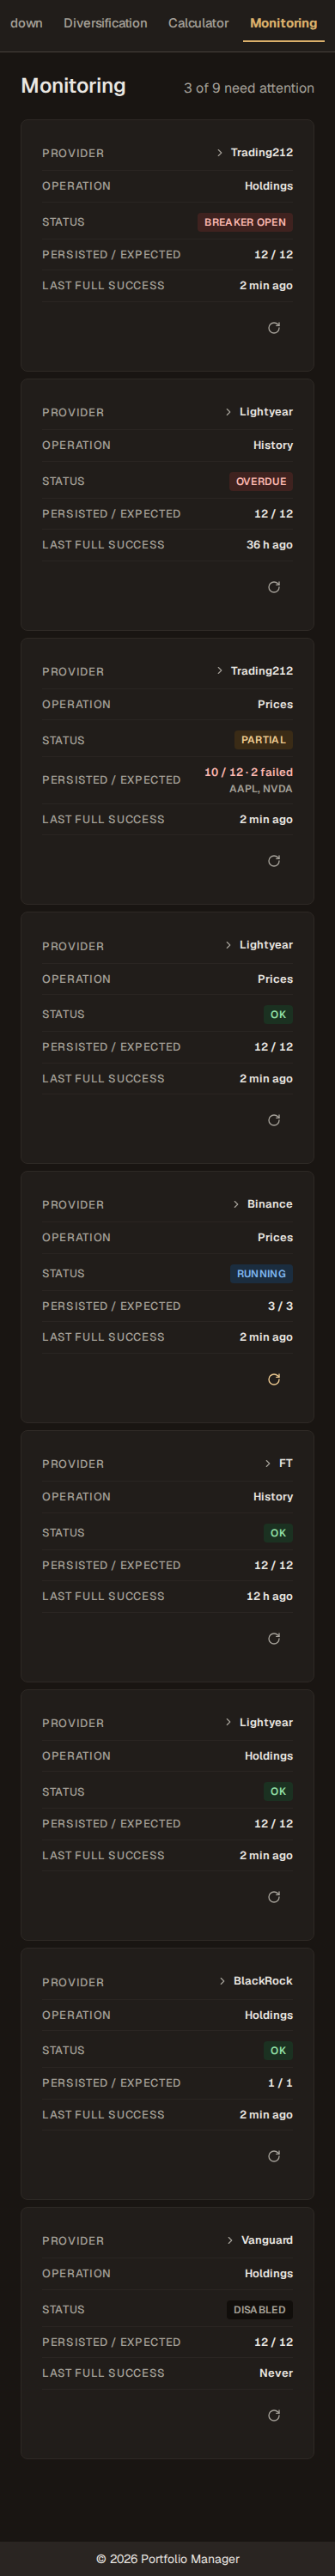 down Diversification Calculator Monitoring
Monitoring 3 of 9 need attention
PROVIDER Trading212
OPERATION Holdings
STATUS BREAKER OPEN
PERSISTED / EXPECTED 12 / 12
LAST FULL SUCCESS 2 min ago
PROVIDER Lightyear
OPERATION History
STATUS OVERDUE
PERSISTED / EXPECTED 12 / 12
LAST FULL SUCCESS 36 h ago
PROVIDER Trading212
OPERATION Prices
STATUS PARTIAL
PERSISTED / EXPECTED 10 / 12 · 2 failed
AAPL, NVDA
LAST FULL SUCCESS 2 min ago
PROVIDER Lightyear
OPERATION Prices
STATUS OK
PERSISTED / EXPECTED 12 / 12
LAST FULL SUCCESS 2 min ago
PROVIDER Binance
OPERATION Prices
STATUS RUNNING
PERSISTED / EXPECTED 3 / 3
LAST FULL SUCCESS 2 min ago
PROVIDER FT
OPERATION History
STATUS OK
PERSISTED / EXPECTED 12 / 12
LAST FULL SUCCESS 12 h ago
PROVIDER Lightyear
OPERATION Holdings
STATUS OK
PERSISTED / EXPECTED 12 / 12
LAST FULL SUCCESS 2 min ago
PROVIDER BlackRock
OPERATION Holdings
STATUS OK
PERSISTED / EXPECTED 1 / 1
LAST FULL SUCCESS 2 min ago
PROVIDER Vanguard
OPERATION Holdings
STATUS DISABLED
PERSISTED / EXPECTED 12 / 12
LAST FULL SUCCESS Never
© 2026 Portfolio Manager